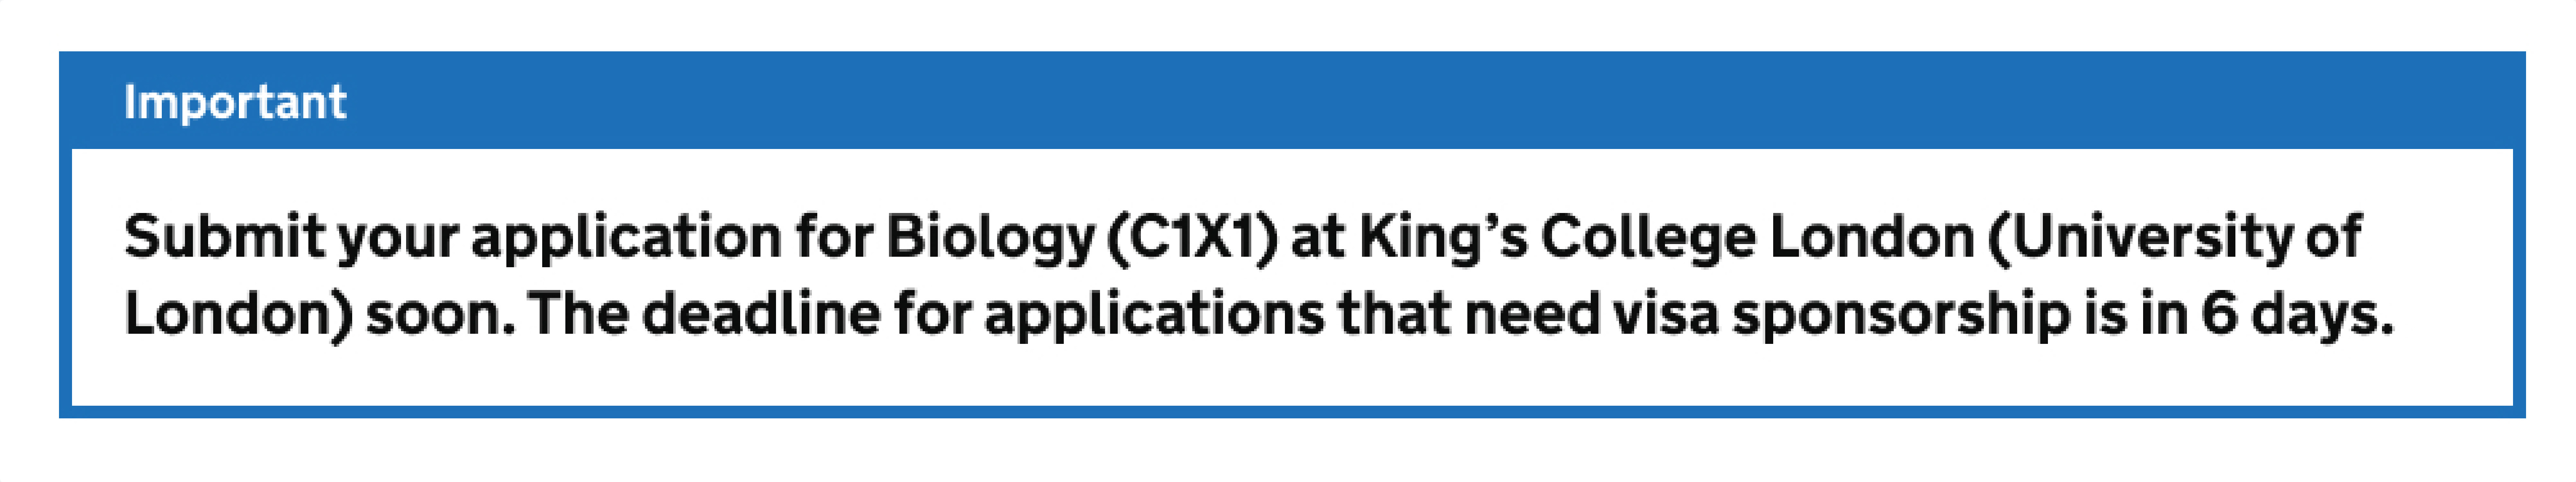 Important
Submit your application for Biology (C1X1) at King’s College London (University of
London) soon. The deadline for applications that need visa sponsorship is in 6 days.